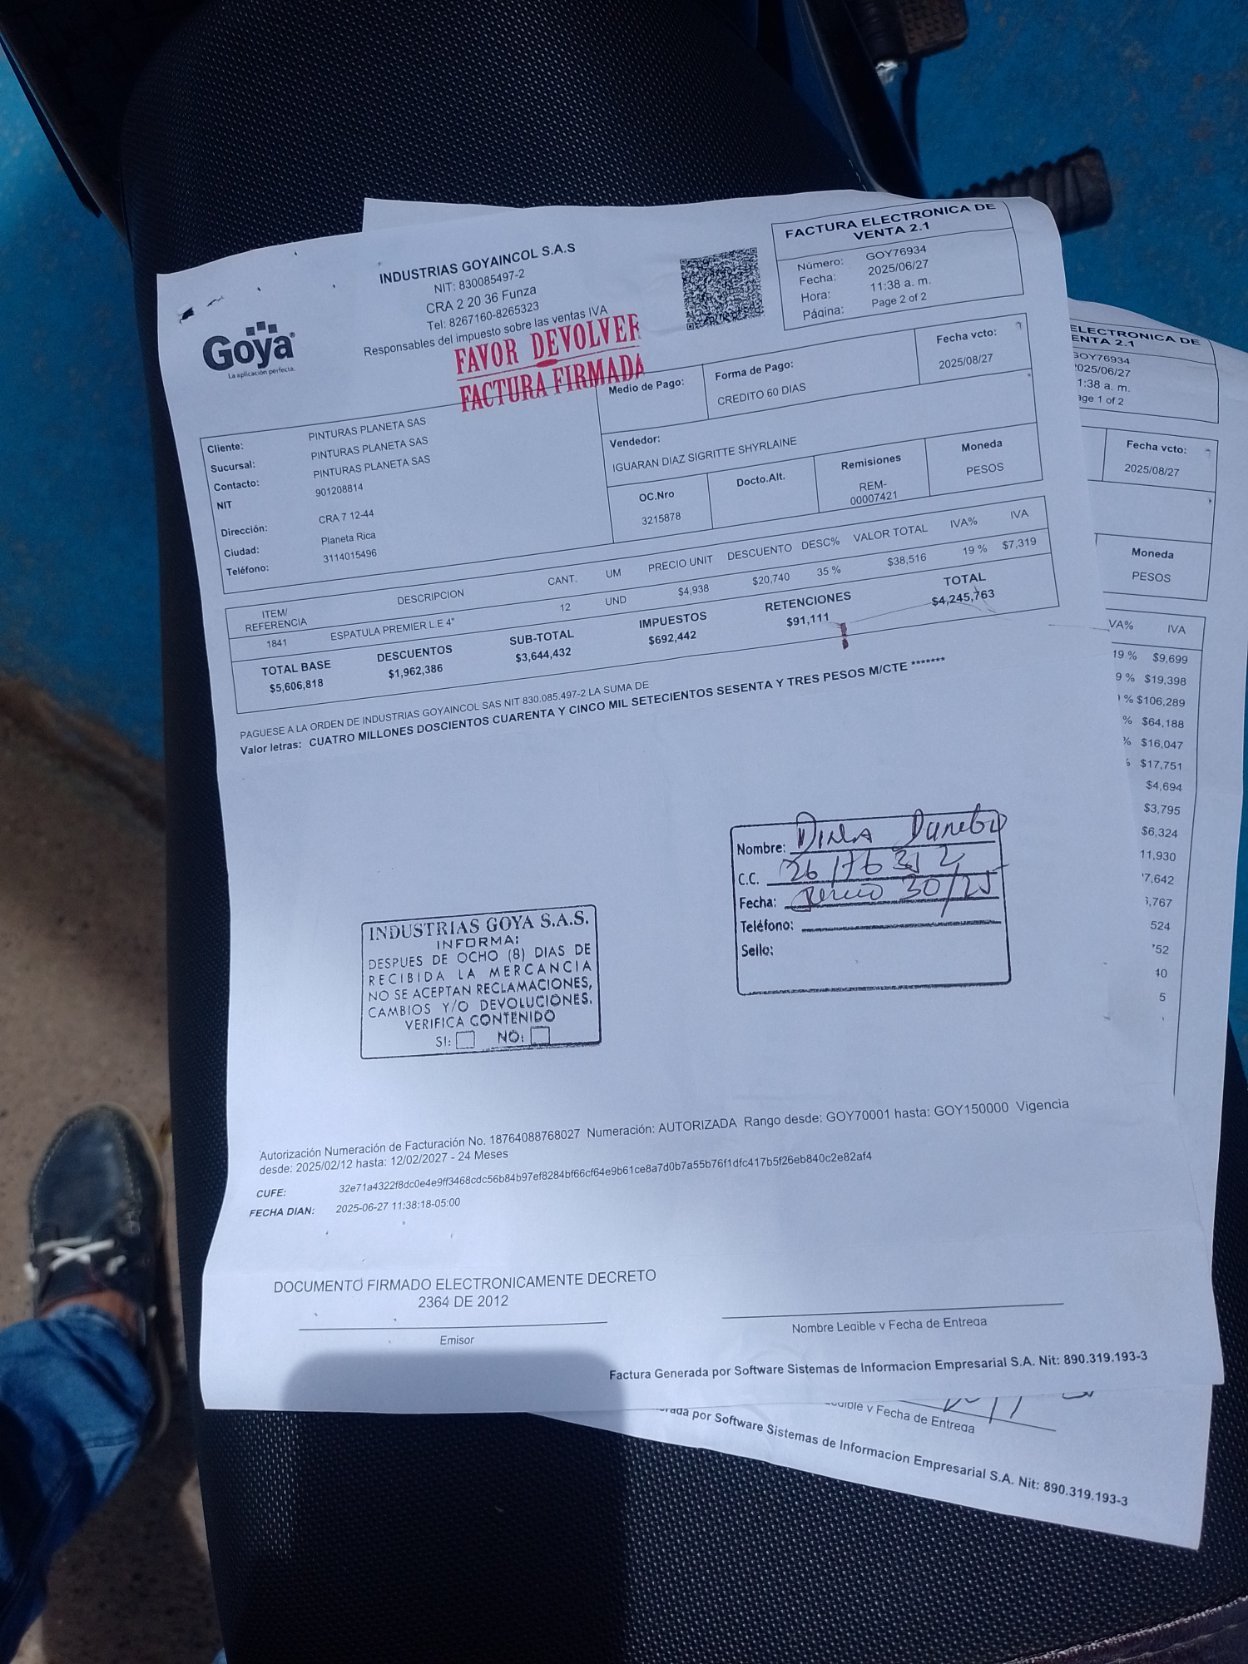 INDUSTRIAS GOYAINCOL S.A.S
NIT: 830085497-2
CRA 2 20 36 Funza
Tel: 8267160-8265323
Responsables del impuesto sobre las ventas IVA
Goya
La aplicación perfecta.
FAVOR DEVOLVER
FACTURA FIRMADA
FACTURA ELECTRONICA DE
VENTA 2.1
Número: GOY76934
Fecha: 2025/06/27
Hora: 11:38 a. m.
Página: Page 2 of 2
Cliente: PINTURAS PLANETA SAS
Sucursal: PINTURAS PLANETA SAS
Contacto: PINTURAS PLANETA SAS
NIT 901208814
Dirección: CRA 7 12-44
Ciudad: Planeta Rica
Teléfono: 3114015496
Medio de Pago:
Forma de Pago:
CREDITO 60 DIAS
Fecha vcto:
2025/08/27
Vendedor:
IGUARAN DIAZ SIGRITTE SHYRLAINE
OC.Nro
3215878
Docto.Alt.
Remisiones
REM-
00007421
Moneda
PESOS
ITEM/
REFERENCIA DESCRIPCION CANT. UM PRECIO UNIT DESCUENTO DESC% VALOR TOTAL IVA% IVA
1841 ESPATULA PREMIER L E 4" 12 UND $4,938 $20,740 35 % $38,516 19 % $7,319
TOTAL BASE DESCUENTOS SUB-TOTAL IMPUESTOS RETENCIONES TOTAL
$5,606,818 $1,962,386 $3,644,432 $692,442 $91,111 $4,245,763
PAGUESE A LA ORDEN DE INDUSTRIAS GOYAINCOL SAS NIT 830.085.497-2 LA SUMA DE
Valor letras: CUATRO MILLONES DOSCIENTOS CUARENTA Y CINCO MIL SETECIENTOS SESENTA Y TRES PESOS M/CTE *******
INDUSTRIAS GOYA S.A.S.
INFORMA:
DESPUES DE OCHO (8) DIAS DE
RECIBIDA LA MERCANCIA
NO SE ACEPTAN RECLAMACIONES,
CAMBIOS Y/O DEVOLUCIONES.
VERIFICA CONTENIDO
SI: NO:
Nombre:
C.C. 26176312
Fecha: 30/25
Teléfono:
Sello:
Autorización Numeración de Facturación No. 18764088768027 Numeración: AUTORIZADA Rango desde: GOY70001 hasta: GOY150000 Vigencia
desde: 2025/02/12 hasta: 12/02/2027 - 24 Meses
CUFE: 32e71a4322f8dc0e4e9ff3468cdc56b84b97ef8284bf66cf64e9b61ce8a7d0b7a55b76f1dfc417b5f26eb840c2e82af4
FECHA DIAN: 2025-06-27 11:38:18-05:00
DOCUMENTO FIRMADO ELECTRONICAMENTE DECRETO
2364 DE 2012
Emisor
Nombre Legible y Fecha de Entrega
Factura Generada por Software Sistemas de Informacion Empresarial S.A. Nit: 890.319.193-3
ELECTRONICA DE
ENTA 2.1
GOY76934
2025/06/27
1:38 a. m.
age 1 of 2
Fecha vcto:
2025/08/27
Moneda
PESOS
VA% IVA
19 % $9,699
9 % $19,398
% $106,289
% $64,188
% $16,047
$17,751
$4,694
$3,795
$6,324
11,930
7,642
,767
524
52
5
y Fecha de Entrega
por Software Sistemas de Informacion Empresarial S.A. Nit: 890.319.193-3